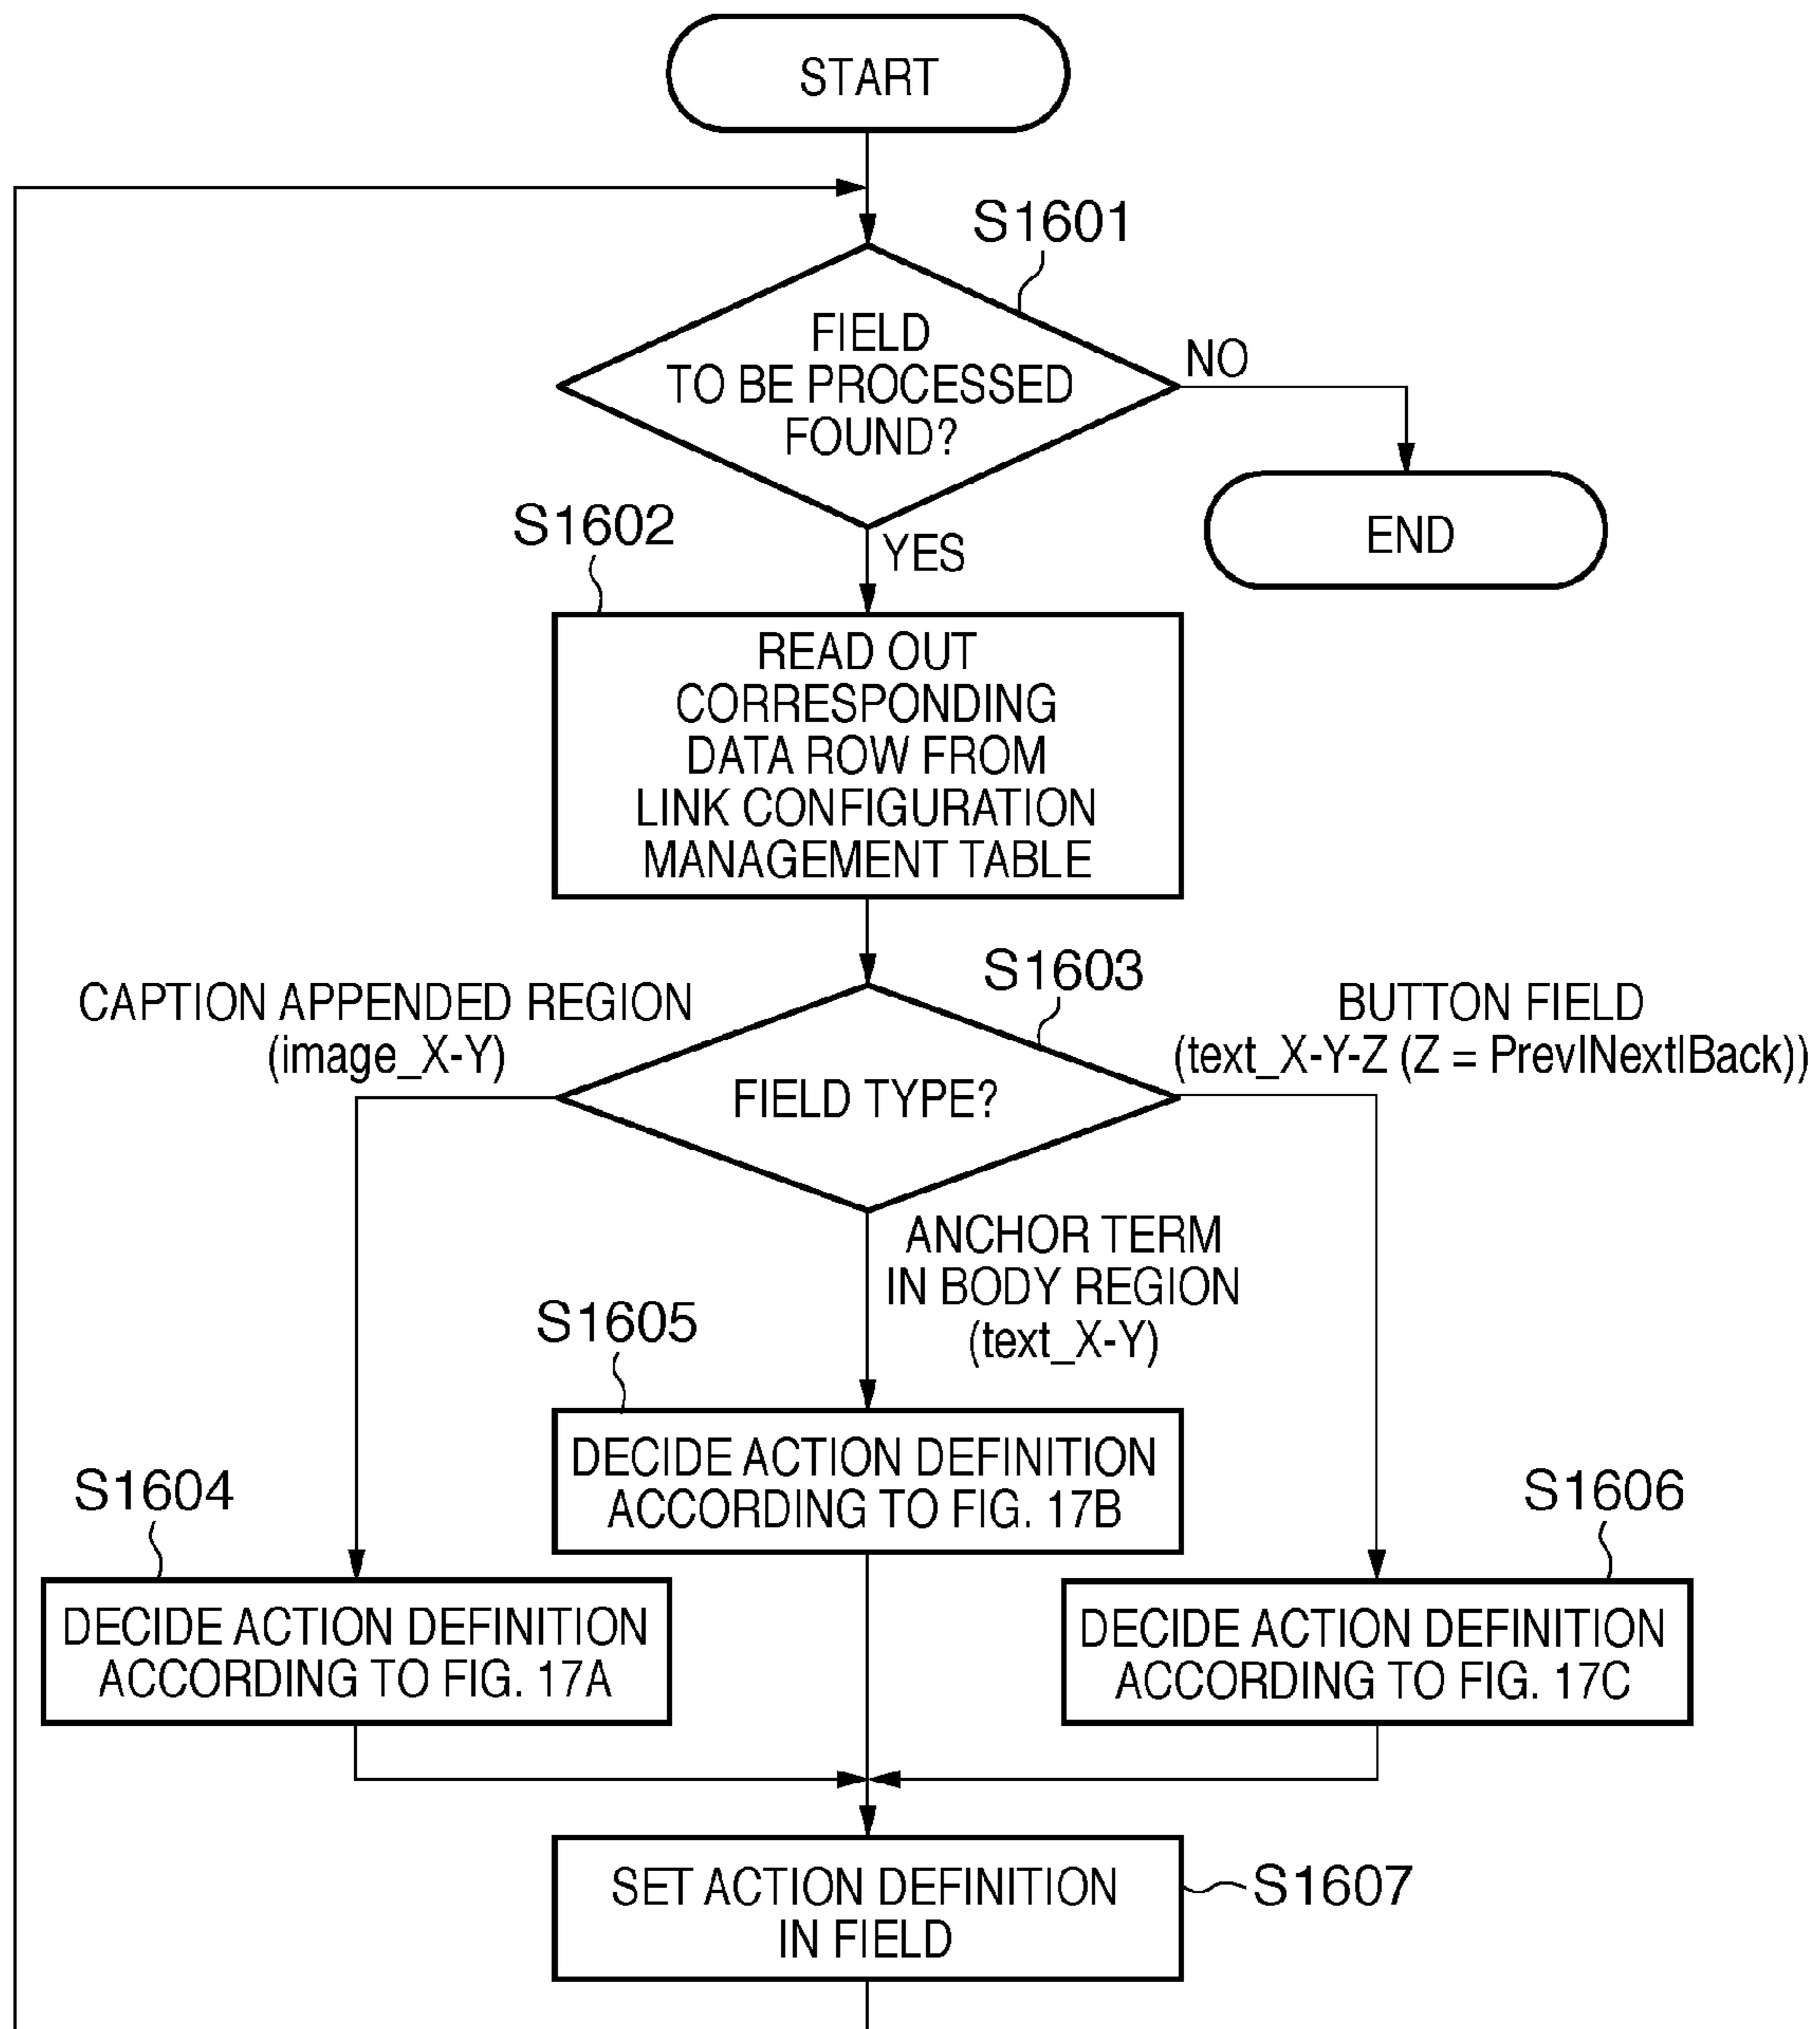 START
S1601
FIELD
TO BE PROCESSED
FOUND?
NO
END
YES
S1602
READ OUT
CORRESPONDING
DATA ROW FROM
LINK CONFIGURATION
MANAGEMENT TABLE
S1603
CAPTION APPENDED REGION
(image_X-Y)
FIELD TYPE?
BUTTON FIELD
(text_X-Y-Z (Z = Prev|Next|Back))
ANCHOR TERM
IN BODY REGION
(text_X-Y)
S1605
DECIDE ACTION DEFINITION
ACCORDING TO FIG. 17B
S1604
DECIDE ACTION DEFINITION
ACCORDING TO FIG. 17A
S1606
DECIDE ACTION DEFINITION
ACCORDING TO FIG. 17C
SET ACTION DEFINITION
IN FIELD
S1607